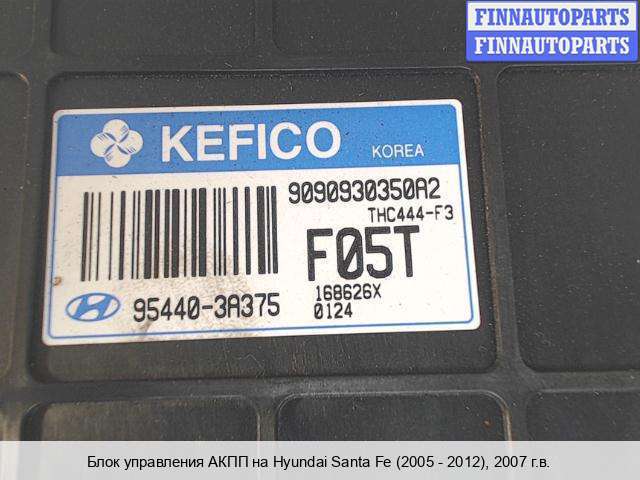 FINNAUTOPARTS
FINNAUTOPARTS
KEFICO KOREA
9090930350A2
THC444-F3
F05T
168626X
95440-3A375
0124
Блок управления АКПП на Hyundai Santa Fe (2005 - 2012), 2007 г.в.